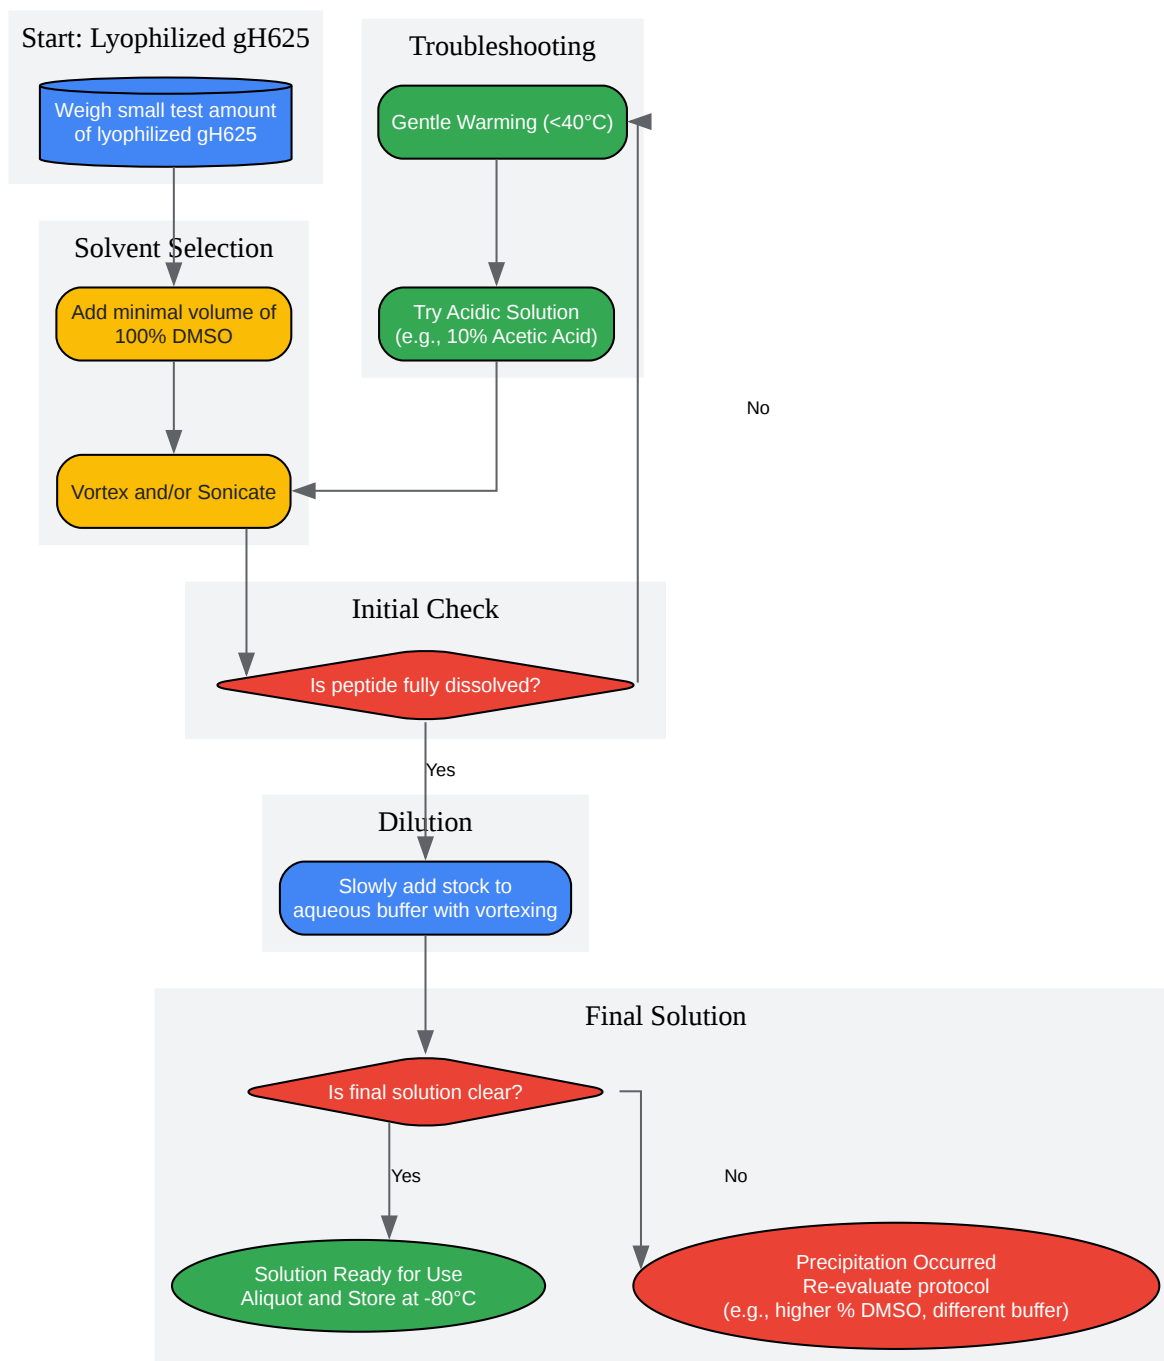 Start: Lyophilized gH625
Weigh small test amount
of lyophilized gH625
Troubleshooting
Gentle Warming (<40°C)
Try Acidic Solution
(e.g., 10% Acetic Acid)
Solvent Selection
Add minimal volume of
100% DMSO
Vortex and/or Sonicate
No
Initial Check
Is peptide fully dissolved?
Yes
Dilution
Slowly add stock to
aqueous buffer with vortexing
Final Solution
Is final solution clear?
Yes
No
Solution Ready for Use
Aliquot and Store at -80°C
Precipitation Occurred
Re-evaluate protocol
(e.g., higher % DMSO, different buffer)